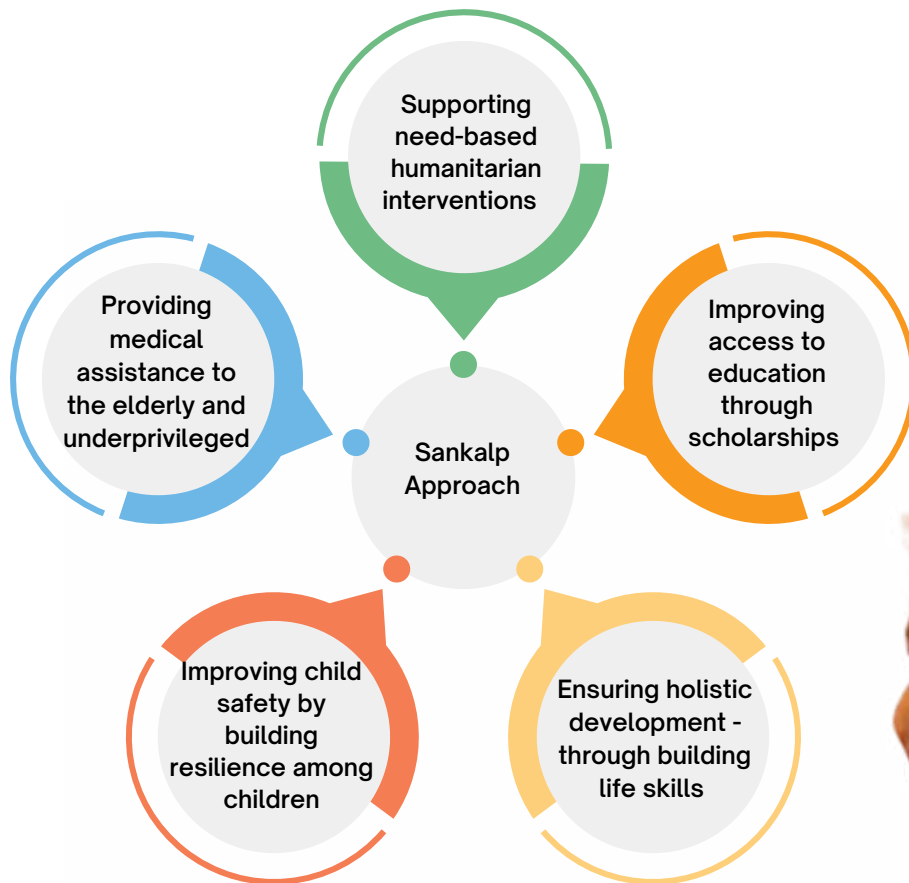 Supporting
need-based
humanitarian
interventions
Providing
medical
assistance to
the elderly and
underprivileged
Improving
access to
education
through
scholarships
Sankalp
Approach
Improving child
safety by
building
resilience among
children
Ensuring holistic
development -
through building
life skills